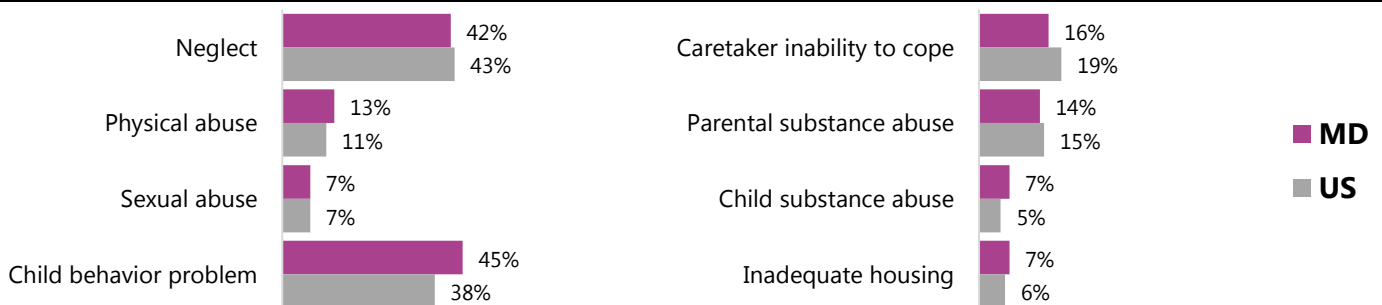 Neglect
42%
43%
Physical abuse
13%
11%
Sexual abuse
7%
7%
Child behavior problem
45%
38%
Caretaker inability to cope
16%
19%
Parental substance abuse
14%
15%
Child substance abuse
7%
5%
Inadequate housing
7%
6%
MD
US